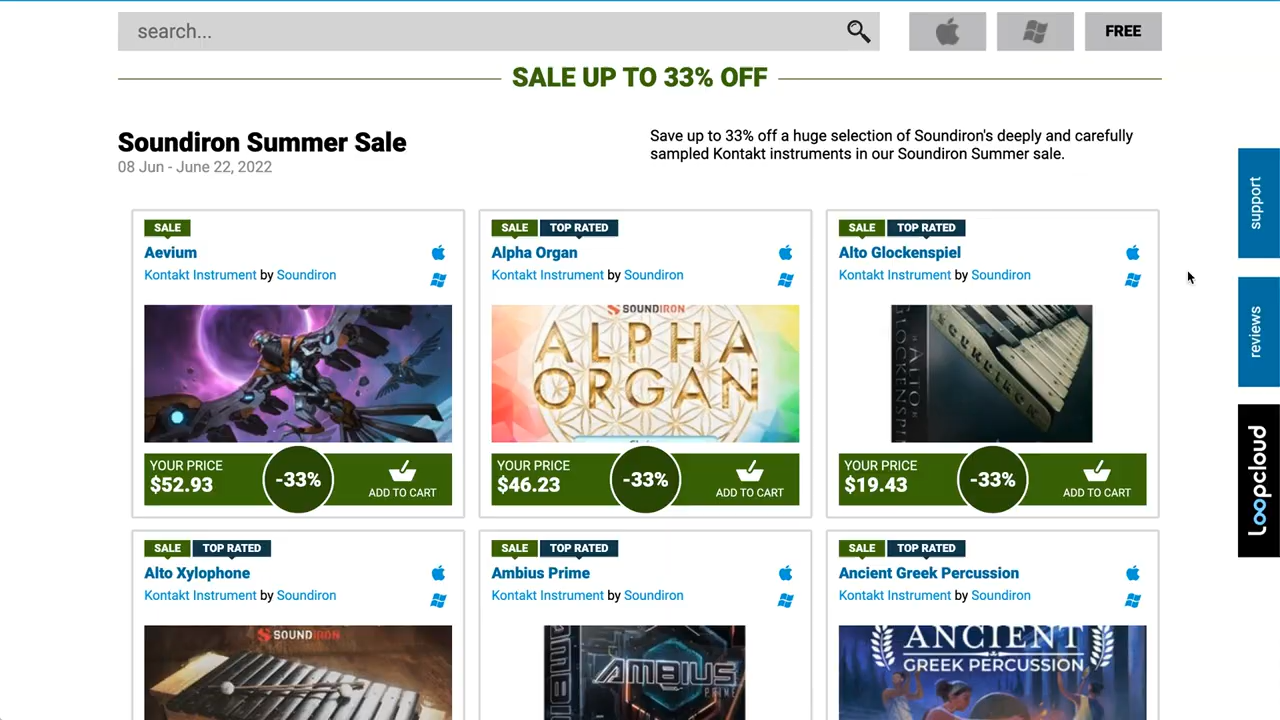 search...
FREE
SALE UP TO 33% OFF
Soundiron Summer Sale
08 Jun - June 22, 2022
Save up to 33% off a huge selection of Soundiron's deeply and carefully
sampled Kontakt instruments in our Soundiron Summer sale.
support
reviews
loopcloud
SALE
Aevium
Kontakt Instrument by Soundiron
YOUR PRICE
$52.93
-33%
ADD TO CART
SALE TOP RATED
Alpha Organ
Kontakt Instrument by Soundiron
SOUNDIRON
ALPHA
ORGAN
YOUR PRICE
$46.23
-33%
ADD TO CART
SALE TOP RATED
Alto Glockenspiel
Kontakt Instrument by Soundiron
YOUR PRICE
$19.43
-33%
ADD TO CART
SALE TOP RATED
Alto Xylophone
Kontakt Instrument by Soundiron
SOUNDIRON
SALE TOP RATED
Ambius Prime
Kontakt Instrument by Soundiron
AMBIUS
PRIME
SALE TOP RATED
Ancient Greek Percussion
Kontakt Instrument by Soundiron
ANCIENT
GREEK PERCUSSION